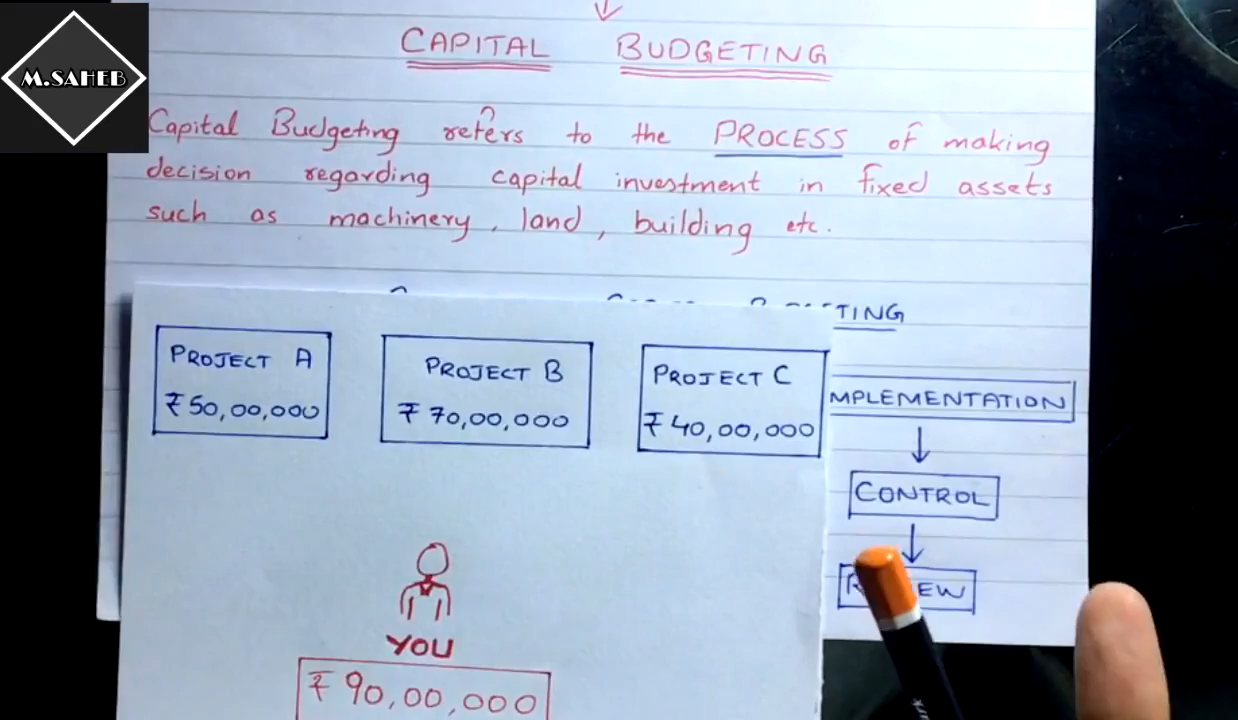 M.SAHEB
CAPITAL BUDGETING
Capital Budgeting refers to the PROCESS of making
decision regarding capital investment in fixed assets
such as machinery, land, building etc.
TING
PROJECT A
₹50,00,000
PROJECT B
₹ 70,00,000
PROJECT C
₹40,00,000
MPLEMENTATION
CONTROL
R EW
YOU
₹90,00,000